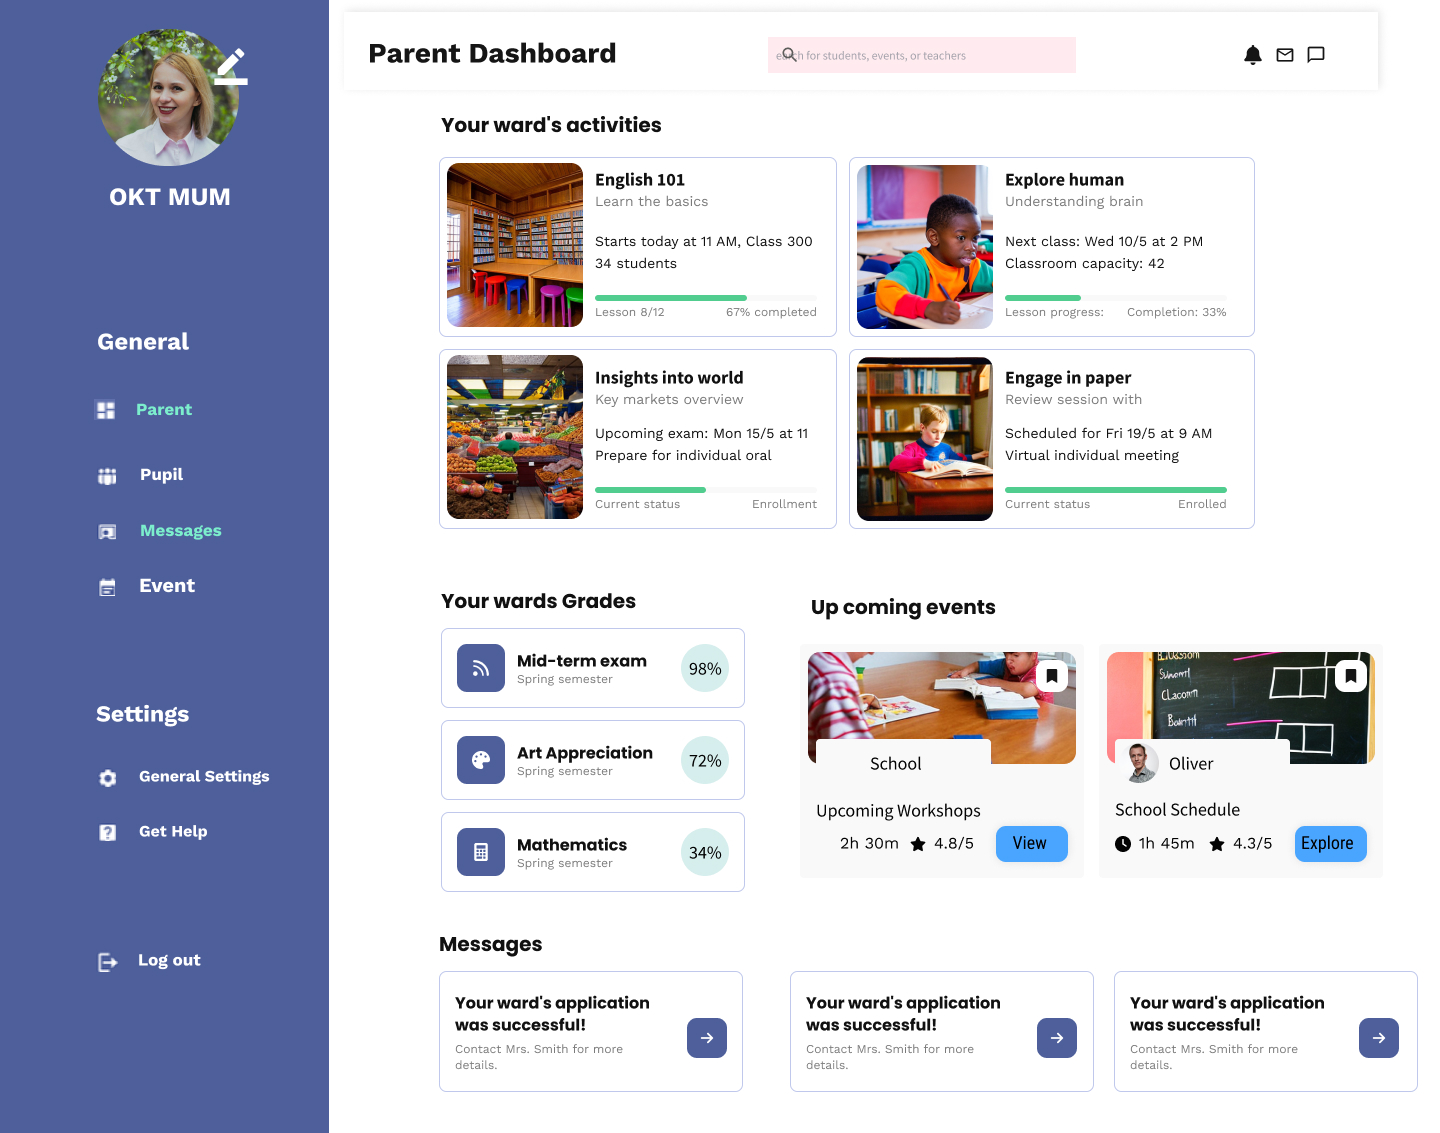 OKT MUM
General
Parent
Pupil
Messages
Event
Settings
General Settings
Get Help
Log out
Parent Dashboard
earch for students, events, or teachers
Your ward's activities
English 101
Learn the basics
Starts today at 11 AM, Class 300
34 students
Lesson 8/12
67% completed
Explore human
Understanding brain
Next class: Wed 10/5 at 2 PM
Classroom capacity: 42
Lesson progress:
Completion: 33%
Insights into world
Key markets overview
Upcoming exam: Mon 15/5 at 11
Prepare for individual oral
Current status
Enrollment
Engage in paper
Review session with
Scheduled for Fri 19/5 at 9 AM
Virtual individual meeting
Current status
Enrolled
Your wards Grades
Mid-term exam
Spring semester
98%
Art Appreciation
Spring semester
72%
Mathematics
Spring semester
34%
Up coming events
School
Upcoming Workshops
2h 30m
4.8/5
View
Oliver
School Schedule
1h 45m
4.3/5
Explore
Messages
Your ward's application
was successful!
Contact Mrs. Smith for more
details.
Your ward's application
was successful!
Contact Mrs. Smith for more
details.
Your ward's application
was successful!
Contact Mrs. Smith for more
details.